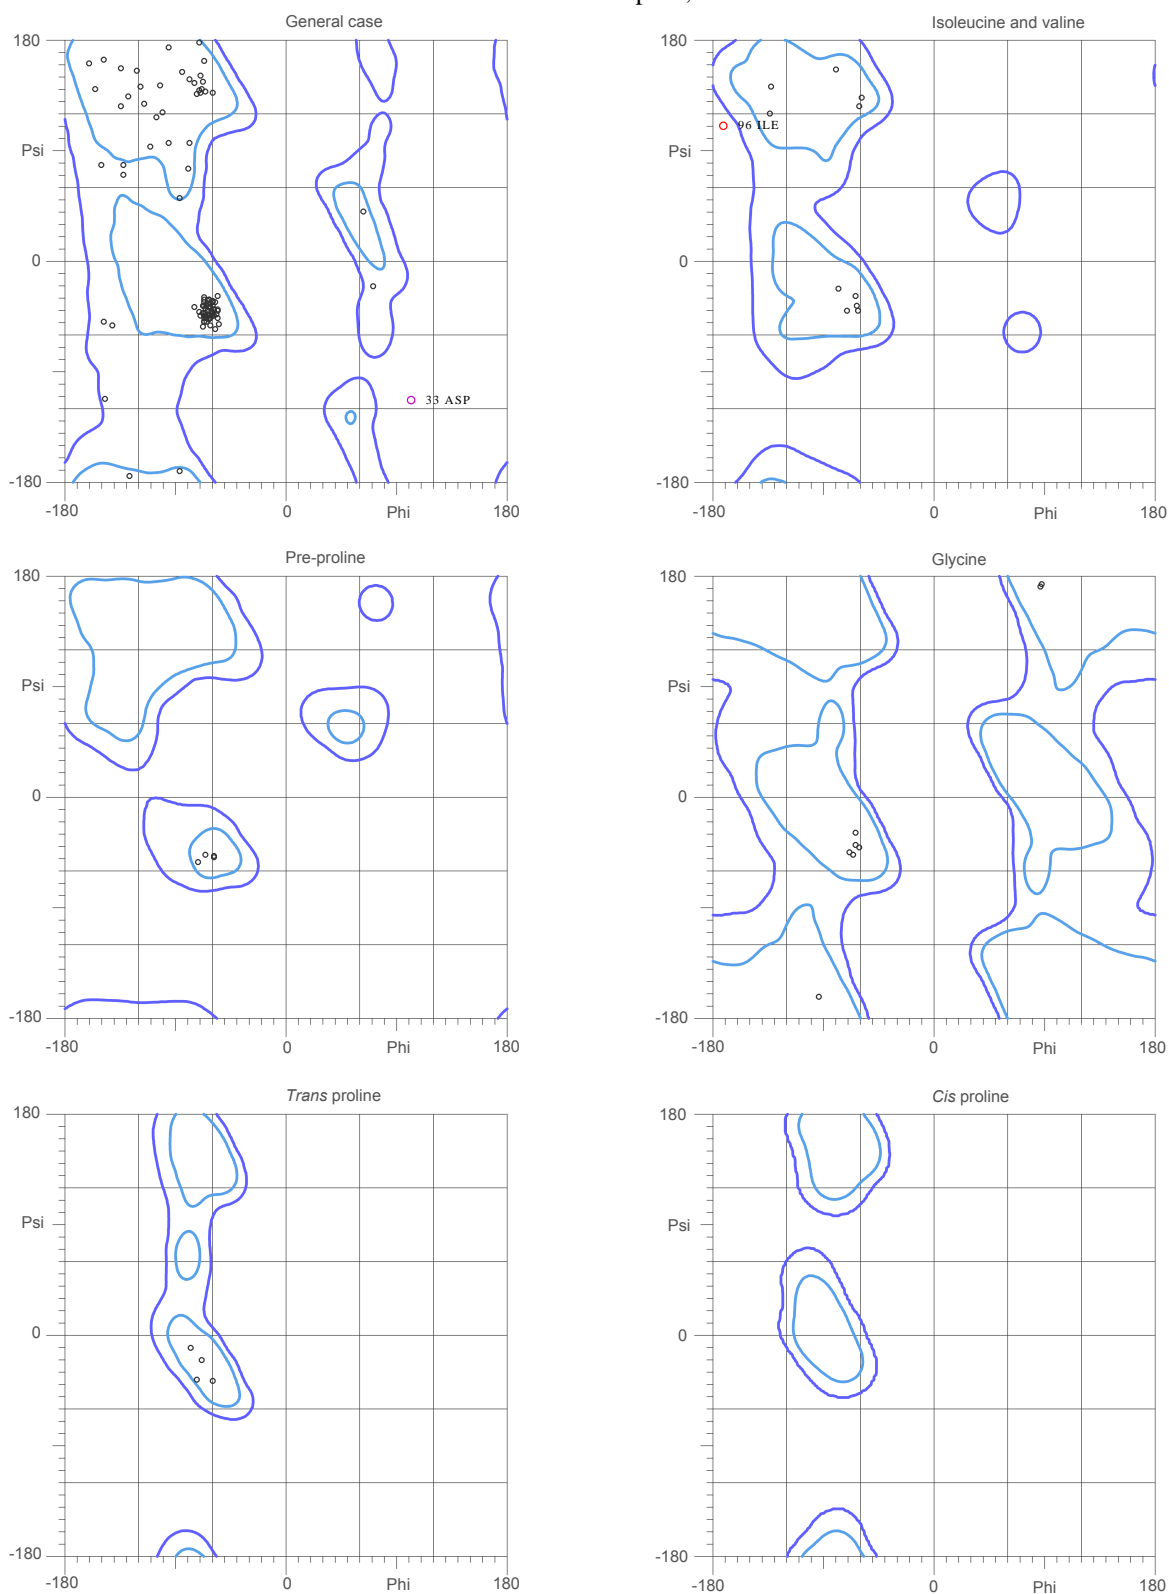 General case
Isoleucine and valine
180
180
96 ILE
Psi
Psi
0
0
33 ASP
-180
-180
-180
0
Phi
180
-180
0
Phi
180
Pre-proline
Glycine
180
180
Psi
Psi
0
0
-180
-180
-180
0
Phi
180
-180
0
Phi
180
Trans proline
Cis proline
180
180
Psi
Psi
0
0
-180
-180
-180
0
Phi
180
-180
0
Phi
180